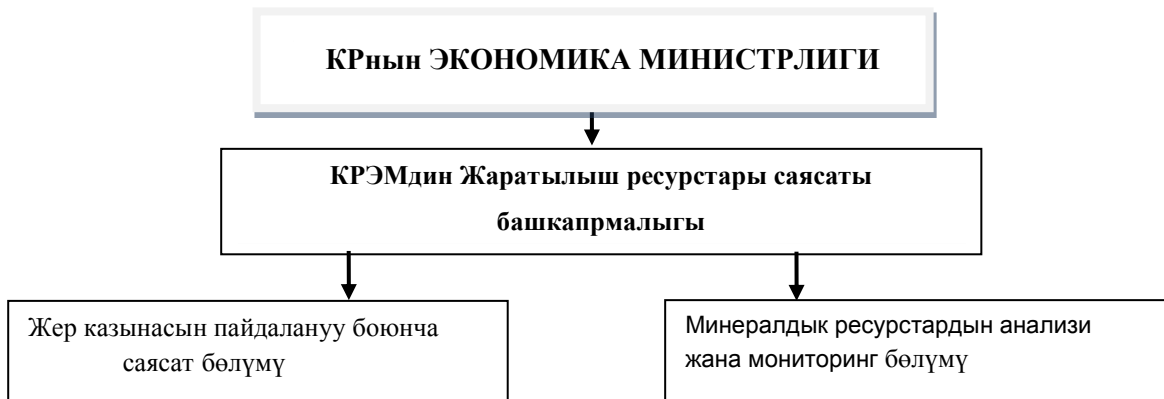 КРнын ЭКОНОМИКА МИНИСТРЛИГИ
КРЭМдин Жаратылыш ресурстары саясаты
башкапрмалыгы
Жер казынасын пайдалануу боюнча
саясат бөлүмү
Минералдык ресурстардын анализи
жана мониторинг бөлүмү